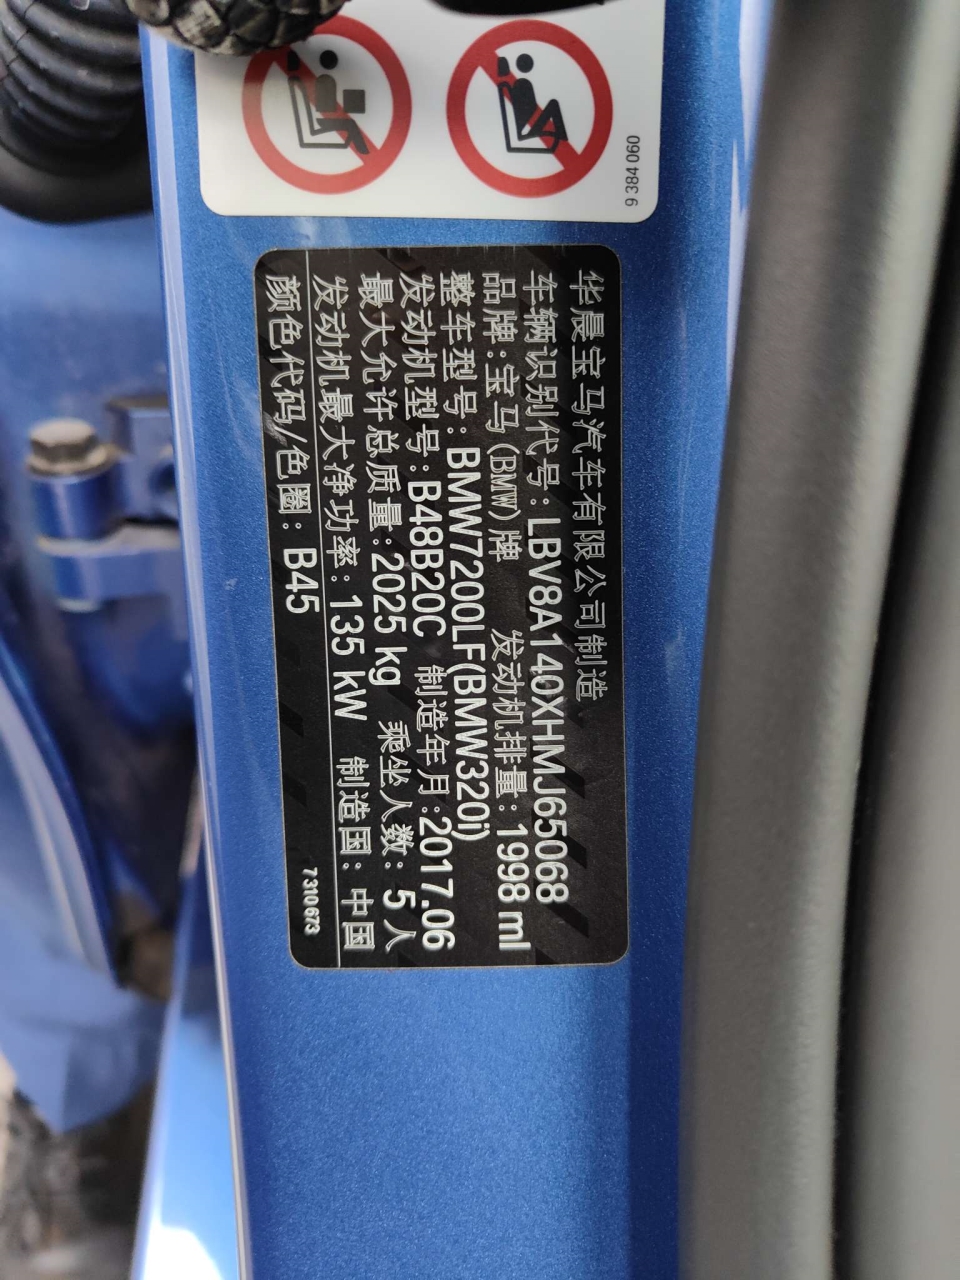 9 384 060
华晨宝马汽车有限公司制造
车辆识别代号: LBV8A140XHMJ65068
品牌:宝马(BMW)牌 发动机排量: 1998 ml
整车型号: BMW7200LF(BMW320i)
发动机型号:B48B20C 制造年月:2017.06
最大允许总质量:2025 kg 乘坐人数: 5人
发动机最大净功率: 135 kW 制造国: 中国
颜色代码/色圈: B45
7 310 673